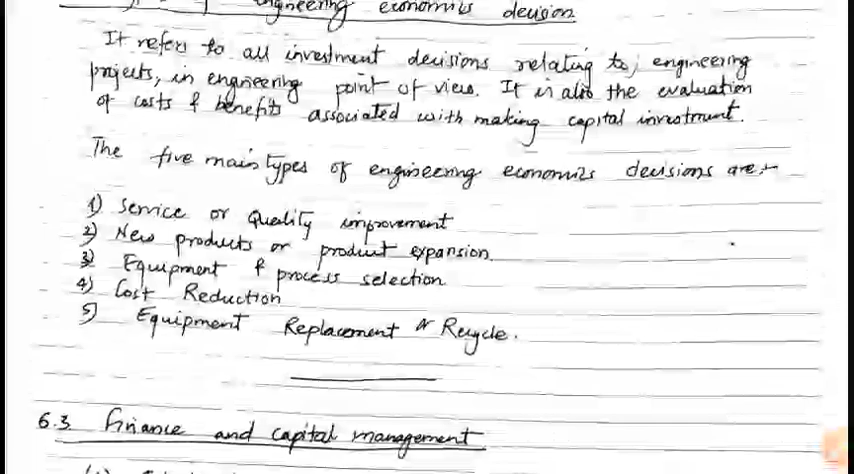 engineering economics decision
It refers to all investment decisions relating to; engineering
projects, in engineering point of view. It is also the evaluation
of costs & benefits associated with making capital investment.
The five main types of engineering economics decisions are:-
1) Service or Quality improvement
2) New products or product expansion
3) Equipment & process selection
4) Cost Reduction
5) Equipment Replacement or Recycle.
6.3 Finance and capital management